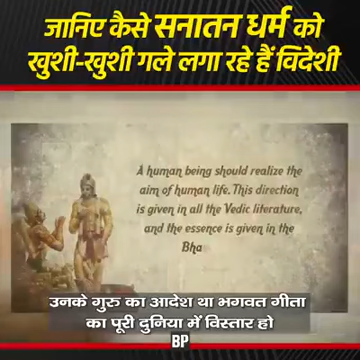 जानिए कैसे सनातन धर्म को
खुशी-खुशी गले लगा रहे हैं विदेशी
A human being should realize the
aim of human life. This direction
is given in all the Vedic literature,
and the essence is given in the
Bha
उनके गुरु का आदेश था भगवत गीता
का पूरी दुनिया में विस्तार हो
BP